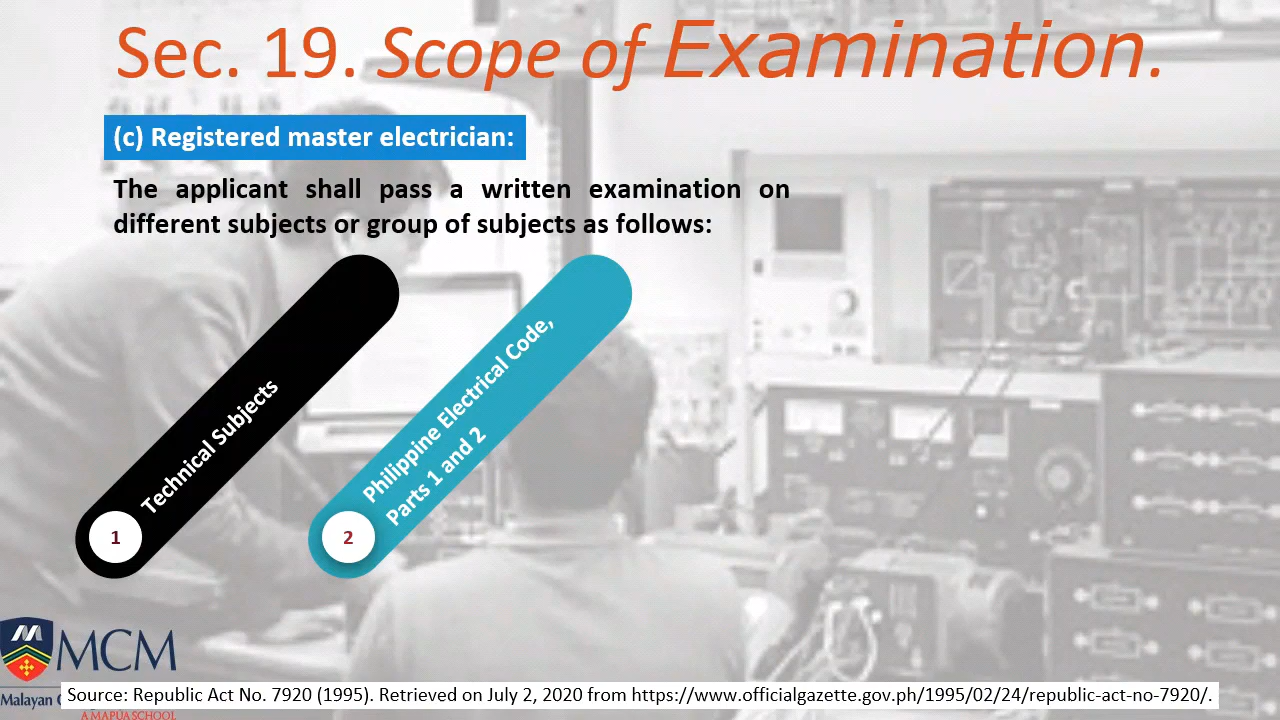 Sec. 19. Scope of Examination.
(c) Registered master electrician:
The applicant shall pass a written examination on
different subjects or group of subjects as follows:
Technical Subjects
1
Philippine Electrical Code,
Parts 1 and 2
2
MCM
Malayan
Source: Republic Act No. 7920 (1995). Retrieved on July 2, 2020 from https://www.officialgazette.gov.ph/1995/02/24/republic-act-no-7920/.
A MAPUA SCHOOL